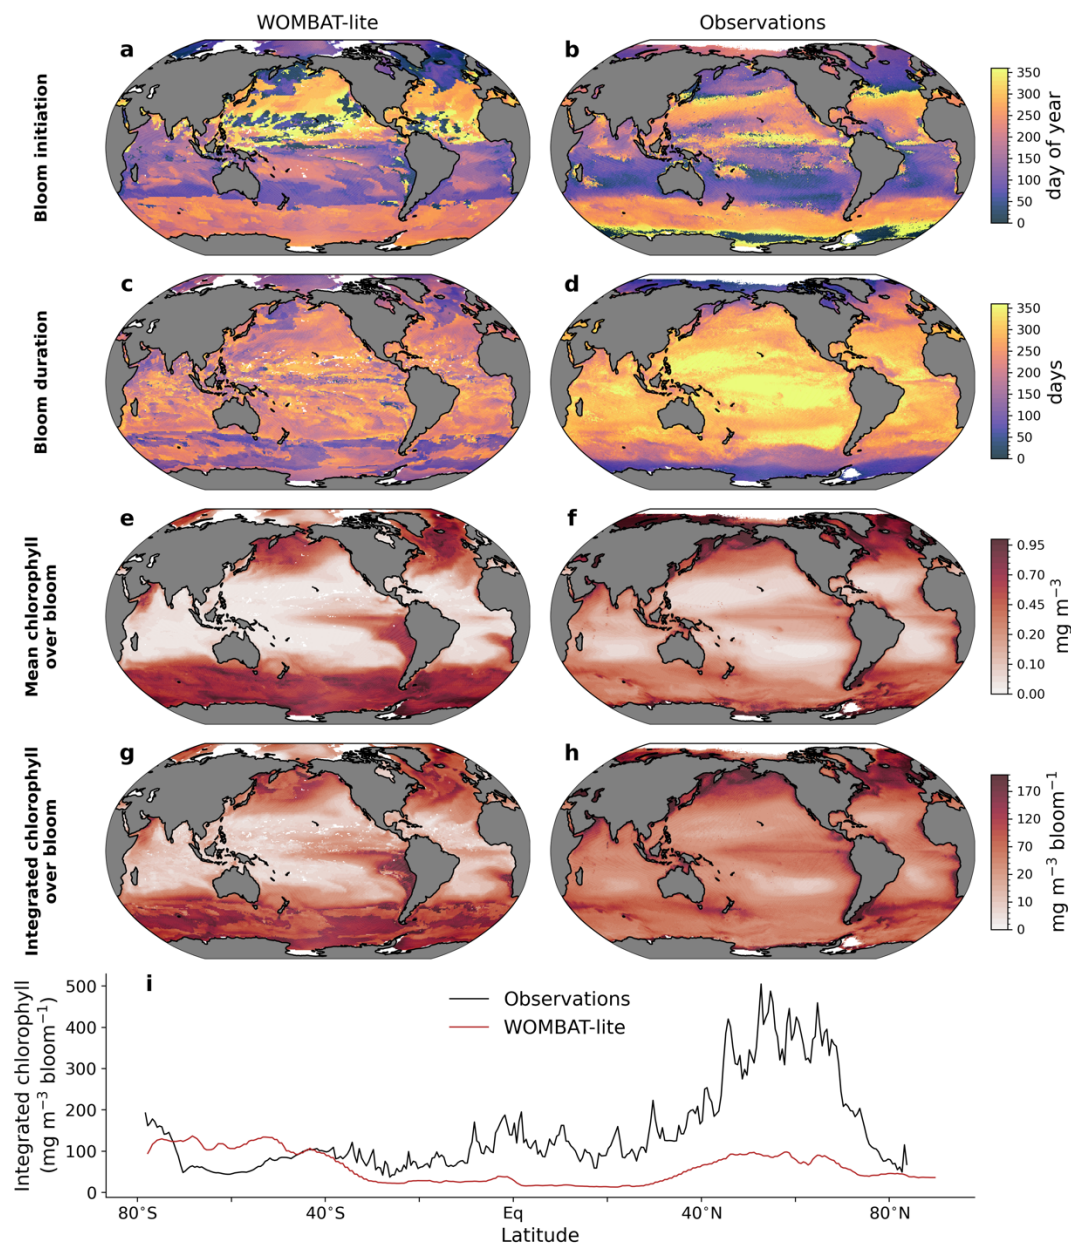 WOMBAT-lite
Observations
a
b
Bloom initiation
350
300
250
200
150
100
50
0
day of year
c
d
Bloom duration
350
300
250
200
150
100
50
0
days
e
f
Mean chlorophyll
over bloom
0.95
0.70
0.45
0.20
0.10
0.00
mg m⁻³
g
h
Integrated chlorophyll
over bloom
170
120
70
20
10
0
mg m⁻³ bloom⁻¹
i
Integrated chlorophyll
(mg m⁻³ bloom⁻¹)
500
400
300
200
100
0
Observations
WOMBAT-lite
80°S
40°S
Eq
40°N
80°N
Latitude